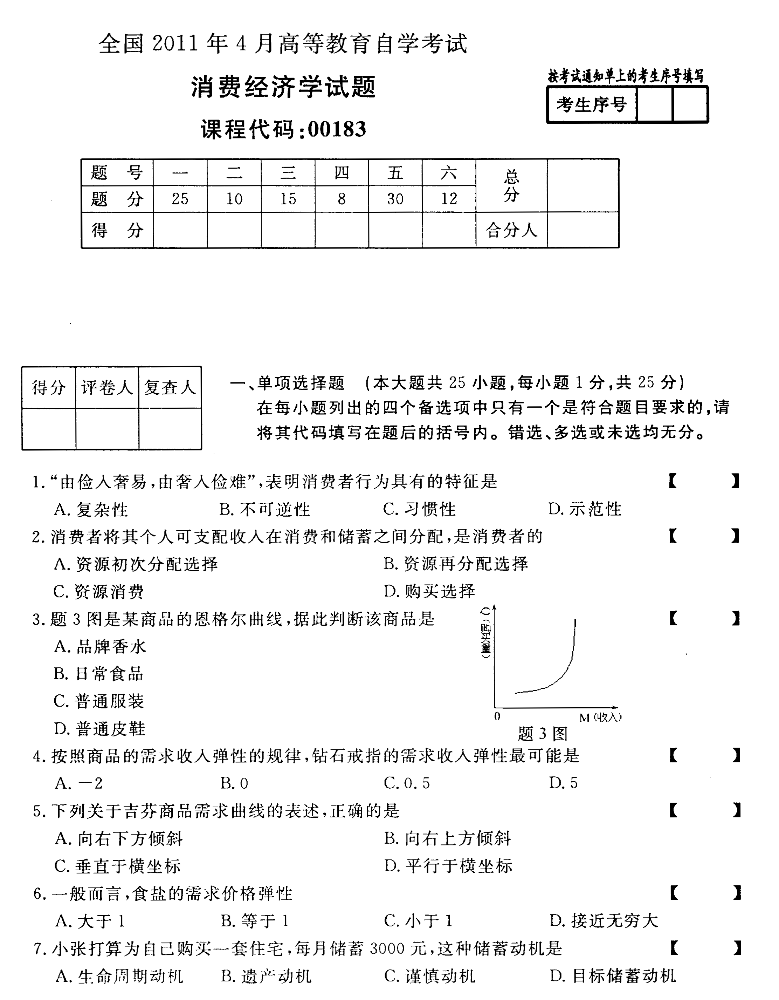 全国 2011 年 4 月高等教育自学考试
消费经济学试题
课程代码:00183
按考试通知单上的考生序号填写
考生序号
题 号 一 二 三 四 五 六 总分
题 分 25 10 15 8 30 12
得 分 合分人
得分 评卷人 复查人
一、单项选择题 (本大题共 25 小题,每小题 1 分,共 25 分)
在每小题列出的四个备选项中只有一个是符合题目要求的,请
将其代码填写在题后的括号内。错选、多选或未选均无分。
1.“由俭入奢易,由奢入俭难”,表明消费者行为具有的特征是 【 】
A. 复杂性 B. 不可逆性 C. 习惯性 D. 示范性
2. 消费者将其个人可支配收入在消费和储蓄之间分配,是消费者的 【 】
A. 资源初次分配选择 B. 资源再分配选择
C. 资源消费 D. 购买选择
3. 题 3 图是某商品的恩格尔曲线,据此判断该商品是 【 】
A. 品牌香水
B. 日常食品
C. 普通服装
D. 普通皮鞋
Q(购买量)
0 M(收入)
题 3 图
4. 按照商品的需求收入弹性的规律,钻石戒指的需求收入弹性最可能是 【 】
A. －2 B. 0 C. 0.5 D. 5
5. 下列关于吉芬商品需求曲线的表述,正确的是 【 】
A. 向右下方倾斜 B. 向右上方倾斜
C. 垂直于横坐标 D. 平行于横坐标
6. 一般而言,食盐的需求价格弹性 【 】
A. 大于 1 B. 等于 1 C. 小于 1 D. 接近无穷大
7. 小张打算为自己购买一套住宅,每月储蓄 3000 元,这种储蓄动机是 【 】
A. 生命周期动机 B. 遗产动机 C. 谨慎动机 D. 目标储蓄动机